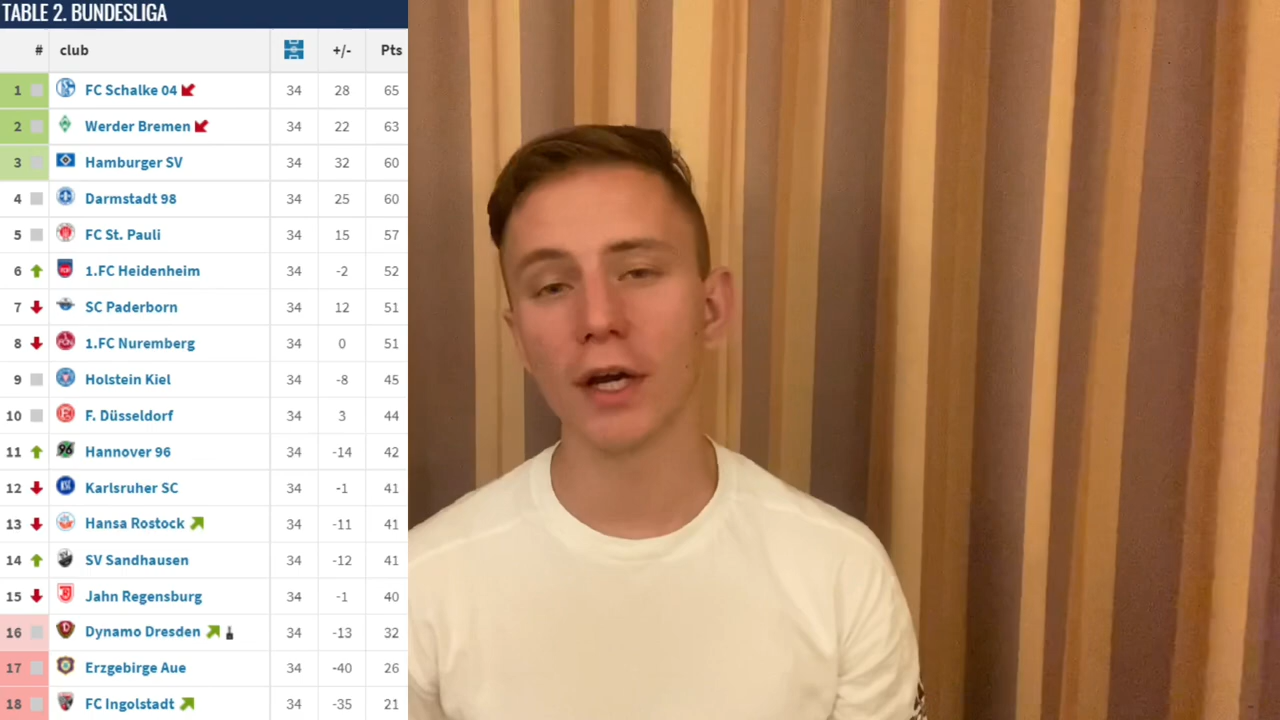 TABLE 2. BUNDESLIGA
# club +/- Pts
1 FC Schalke 04 34 28 65
2 Werder Bremen 34 22 63
3 Hamburger SV 34 32 60
4 Darmstadt 98 34 25 60
5 FC St. Pauli 34 15 57
6 1.FC Heidenheim 34 -2 52
7 SC Paderborn 34 12 51
8 1.FC Nuremberg 34 0 51
9 Holstein Kiel 34 -8 45
10 F. Düsseldorf 34 3 44
11 Hannover 96 34 -14 42
12 Karlsruher SC 34 -1 41
13 Hansa Rostock 34 -11 41
14 SV Sandhausen 34 -12 41
15 Jahn Regensburg 34 -1 40
16 Dynamo Dresden 34 -13 32
17 Erzgebirge Aue 34 -40 26
18 FC Ingolstadt 34 -35 21